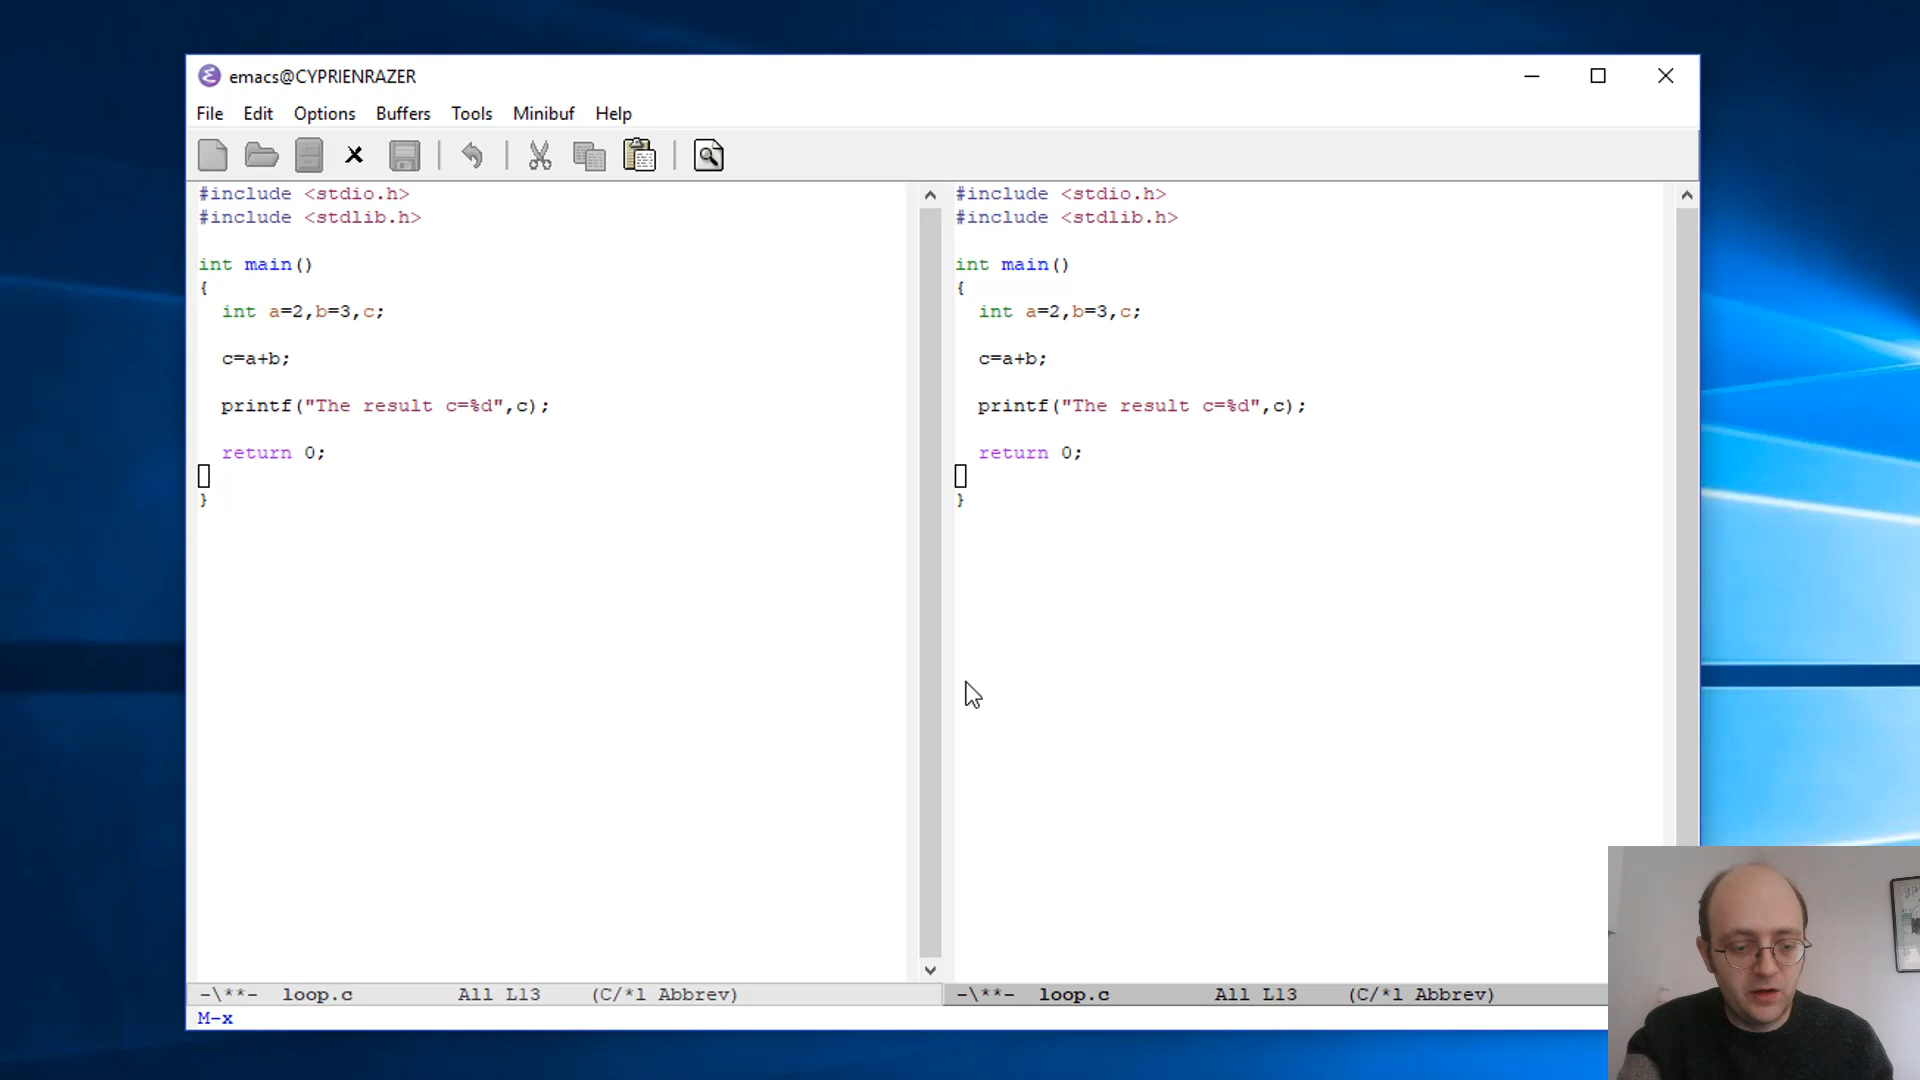 emacs@CYPRIENRAZER
File Edit Options Buffers Tools Minibuf Help
#include <stdio.h>
#include <stdlib.h>
int main()
{
int a=2,b=3,c;
c=a+b;
printf("The result c=%d",c);
return 0;
}
-\**- loop.c All L13 (C/*l Abbrev)
#include <stdio.h>
#include <stdlib.h>
int main()
{
int a=2,b=3,c;
c=a+b;
printf("The result c=%d",c);
return 0;
}
-\**- loop.c All L13 (C/*l Abbrev)
M-x